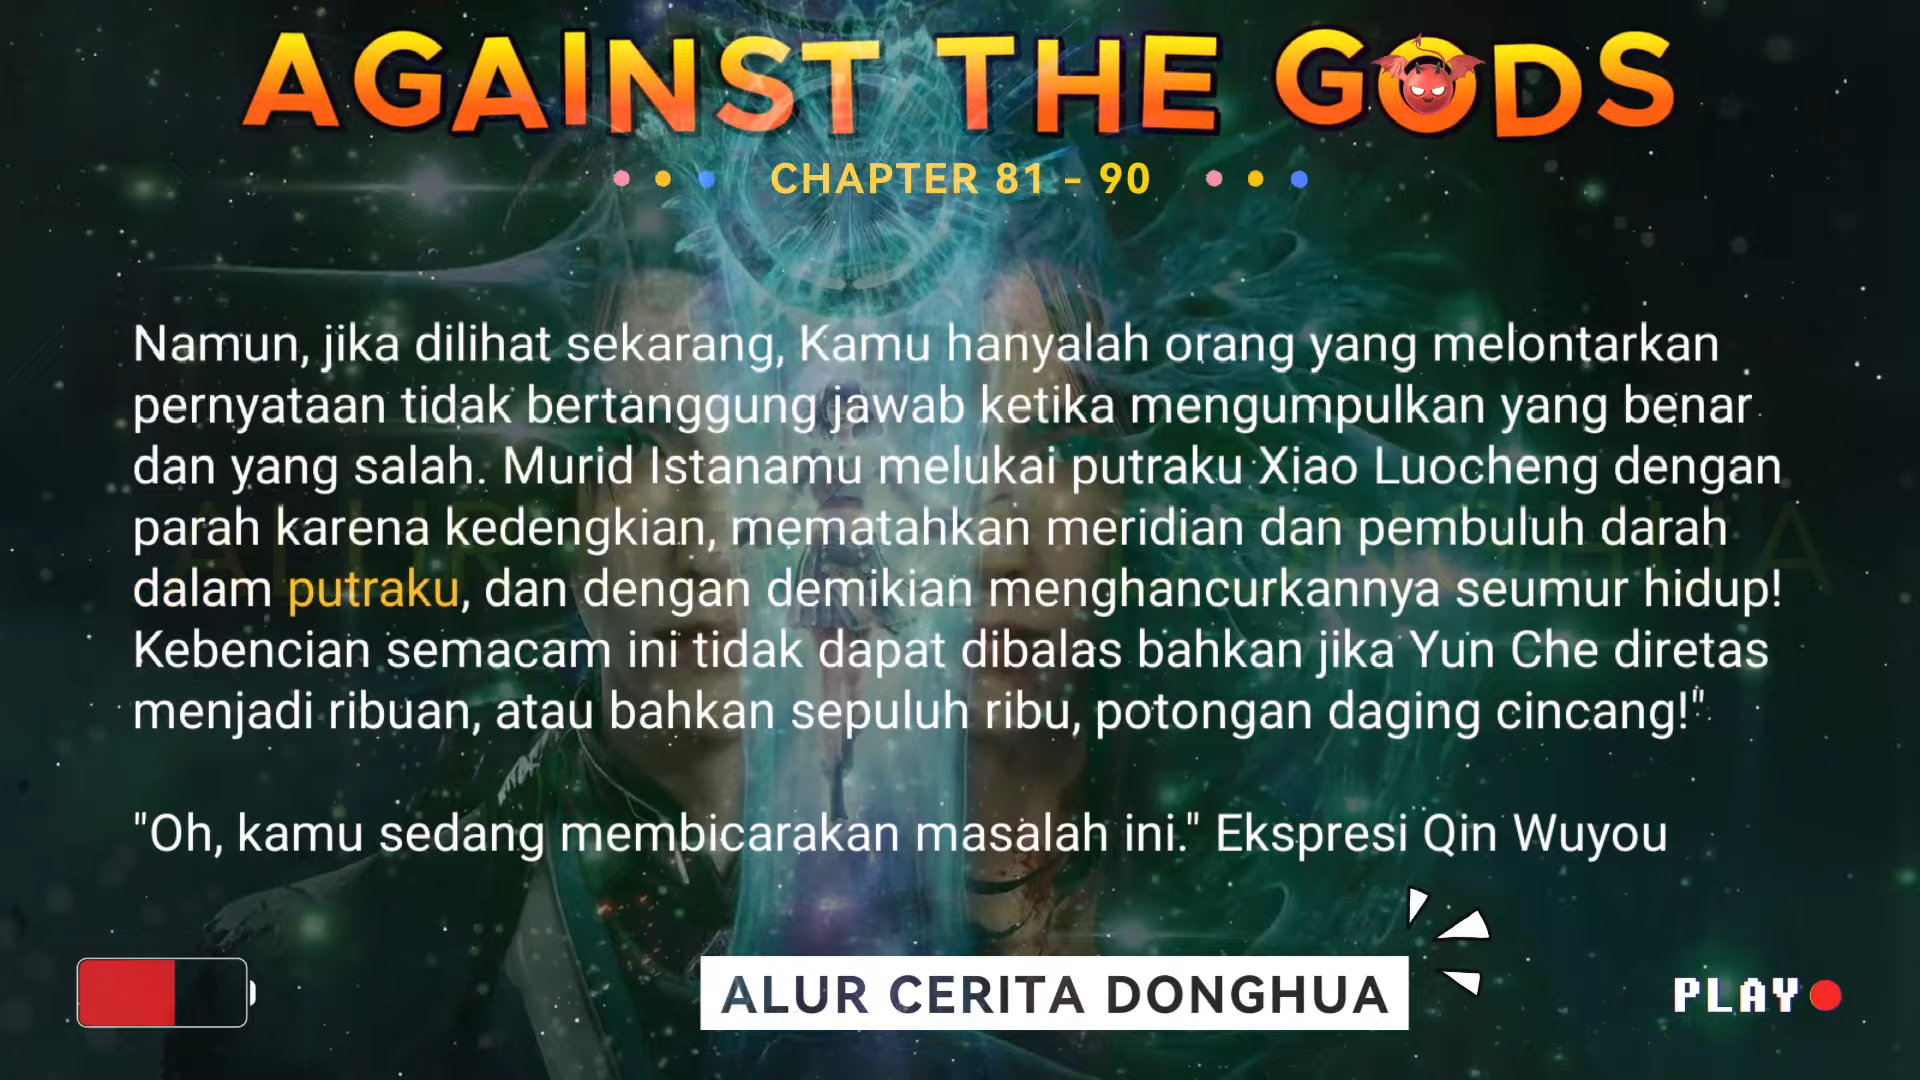 AGAINST THE GODS
CHAPTER 81 - 90
Namun, jika dilihat sekarang, Kamu hanyalah orang yang melontarkan
pernyataan tidak bertanggung jawab ketika mengumpulkan yang benar
dan yang salah. Murid Istanamu melukai putraku Xiao Luocheng dengan
parah karena kedengkian, mematahkan meridian dan pembuluh darah
dalam putraku, dan dengan demikian menghancurkannya seumur hidup!
Kebencian semacam ini tidak dapat dibalas bahkan jika Yun Che diretas
menjadi ribuan, atau bahkan sepuluh ribu, potongan daging cincang!"
"Oh, kamu sedang membicarakan masalah ini." Ekspresi Qin Wuyou
ALUR CERITA DONGHUA
PLAY